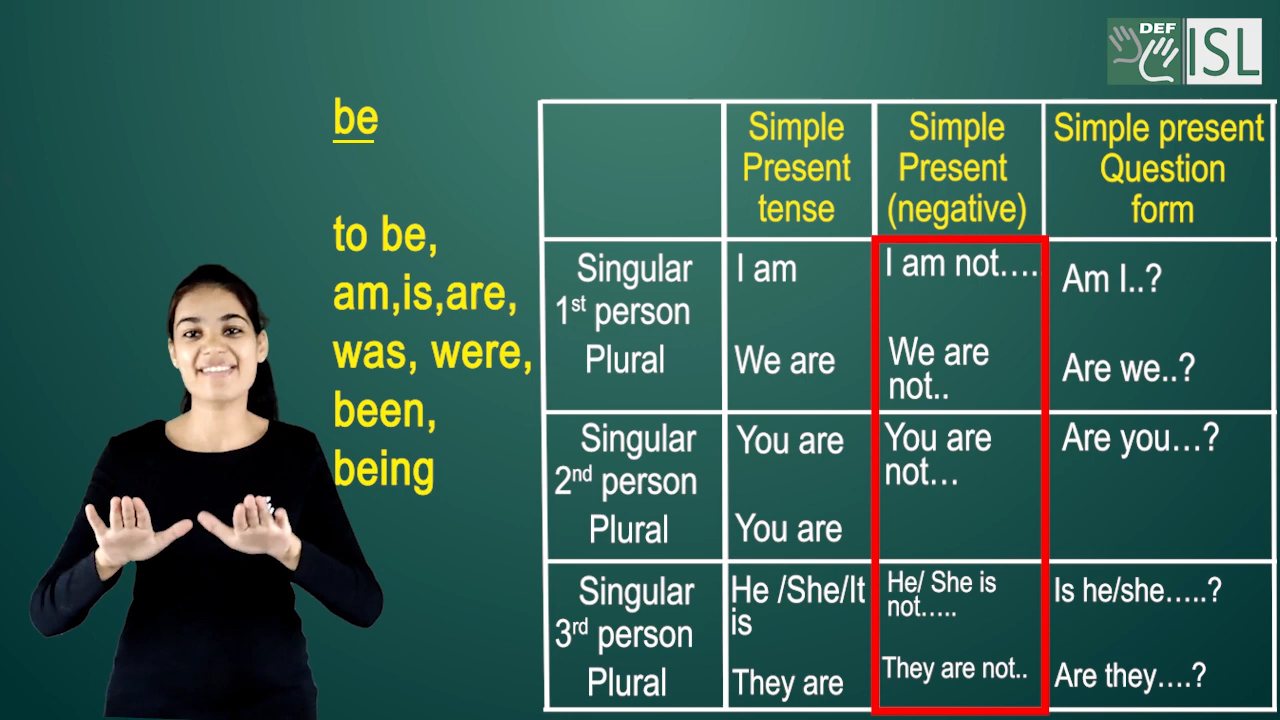 DEF
ISL
be
to be,
am,is,are,
was, were,
been,
being
Simple
Present
tense
Simple
Present
(negative)
Simple present
Question
form
Singular
1st person
Plural
I am
We are
I am not….
We are
not..
Am I..?
Are we..?
Singular
2nd person
Plural
You are
You are
You are
not…
Are you…?
Singular
3rd person
Plural
He /She/It
is
They are
He/ She is
not…..
They are not..
Is he/she…..?
Are they….?